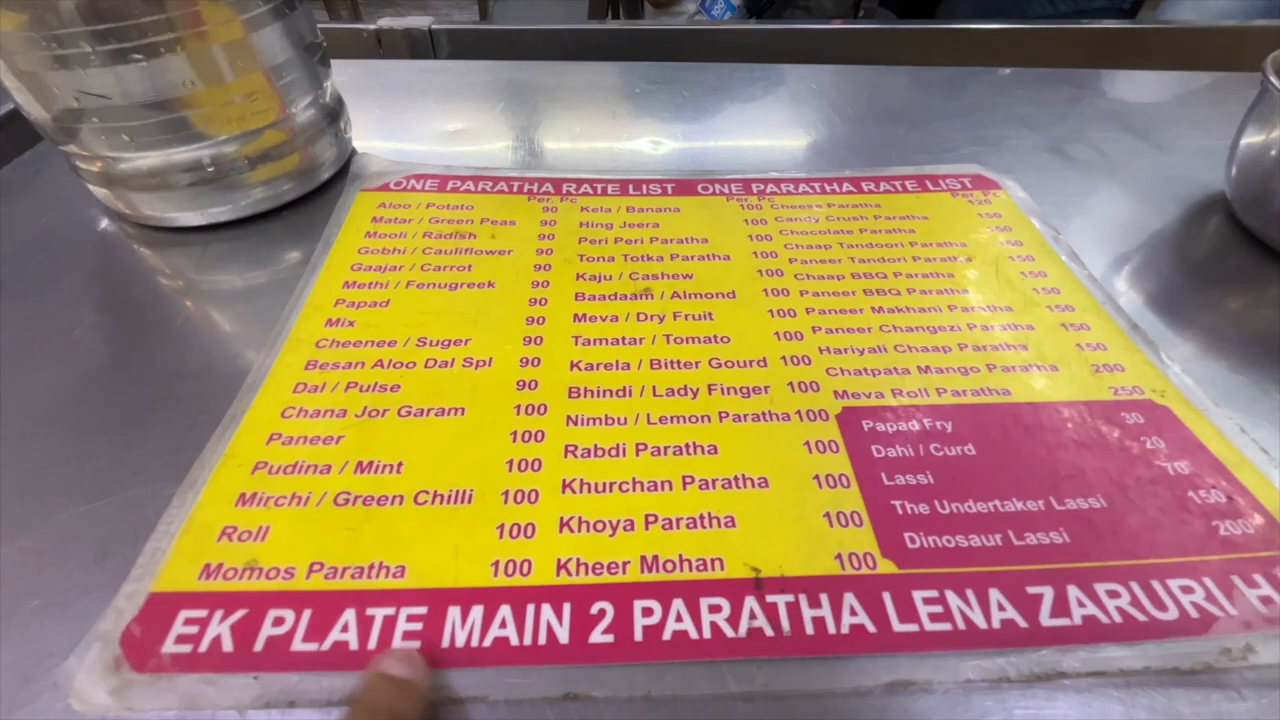 ONE PARATHA RATE LIST ONE PARATHA RATE LIST
Per. Pc
Aloo / Potato 90
Matar / Green Peas 90
Mooli / Radish 90
Gobhi / Cauliflower 90
Gaajar / Carrot 90
Methi / Fenugreek 90
Papad 90
Mix 90
Cheenee / Suger 90
Besan Aloo Dal Spl 90
Dal / Pulse 90
Chana Jor Garam 100
Paneer 100
Pudina / Mint 100
Mirchi / Green Chilli 100
Roll 100
Momos Paratha 100
Per. Pc
Kela / Banana 100
Hing Jeera 100
Peri Peri Paratha 100
Tona Totka Paratha 100
Kaju / Cashew 100
Baadaam / Almond 100
Meva / Dry Fruit 100
Tamatar / Tomato 100
Karela / Bitter Gourd 100
Bhindi / Lady Finger 100
Nimbu / Lemon Paratha 100
Rabdi Paratha 100
Khurchan Paratha 100
Khoya Paratha 100
Kheer Mohan 100
Per. Pc
Cheese Paratha 120
Candy Crush Paratha 150
Chocolate Paratha 150
Chaap Tandoori Paratha 150
Paneer Tandori Paratha 150
Chaap BBQ Paratha 150
Paneer BBQ Paratha 150
Paneer Makhani Paratha 150
Paneer Changezi Paratha 150
Hariyali Chaap Paratha 150
Chatpata Mango Paratha 200
Meva Roll Paratha 250
Papad Fry 30
Dahi / Curd 20
Lassi 70
The Undertaker Lassi 150
Dinosaur Lassi 200
EK PLATE MAIN 2 PARATHA LENA ZARURI